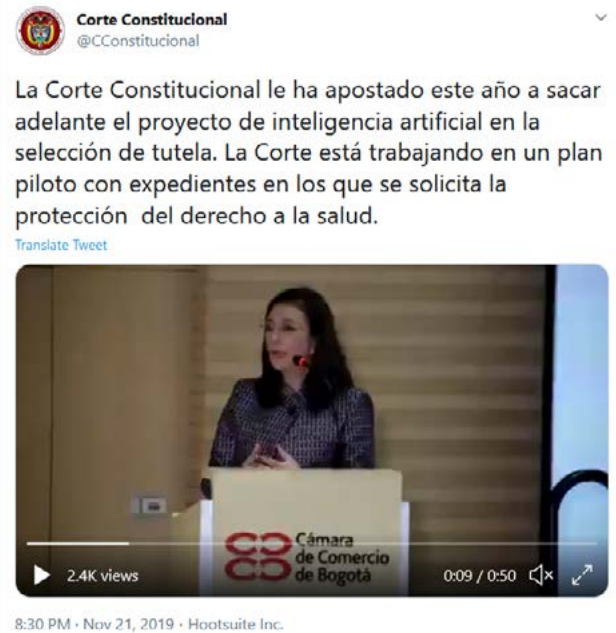 Corte Constitucional
@CConstitucional
La Corte Constitucional le ha apostado este año a sacar
adelante el proyecto de inteligencia artificial en la
selección de tutela. La Corte está trabajando en un plan
piloto con expedientes en los que se solicita la
protección  del derecho a la salud.
Translate Tweet
Cámara
de Comercio
de Bogotá
2.4K views
0:09 / 0:50
8:30 PM · Nov 21, 2019 · Hootsuite Inc.